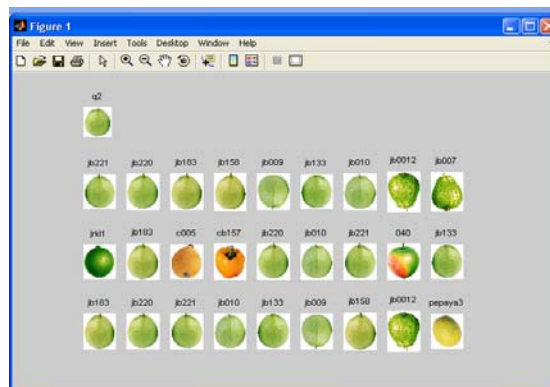 Figure 1
File Edit View Insert Tools Desktop Window Help
q2
jb221 jb220 jb183 jb158 jb009 jb133 jb010 jb0012 jb007
jrkt1 jb183 c005 cb157 jb220 jb010 jb221 040 jb133
jb183 jb220 jb221 jb010 jb133 jb009 jb158 jb0012 pepaya3